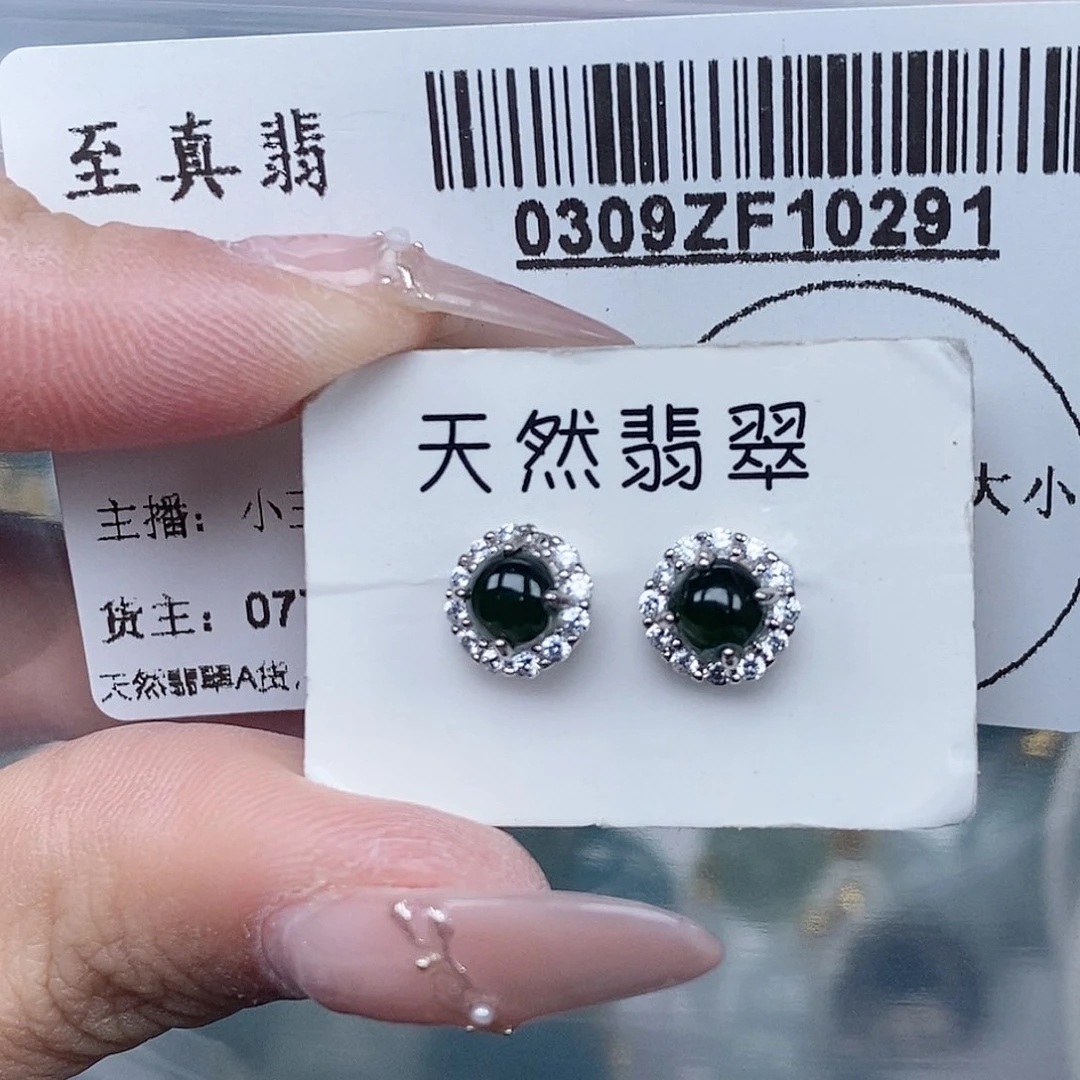 至真翡
0309ZF10291
天然翡翠
大小
主播：小
货主：07
天然翡翠A货